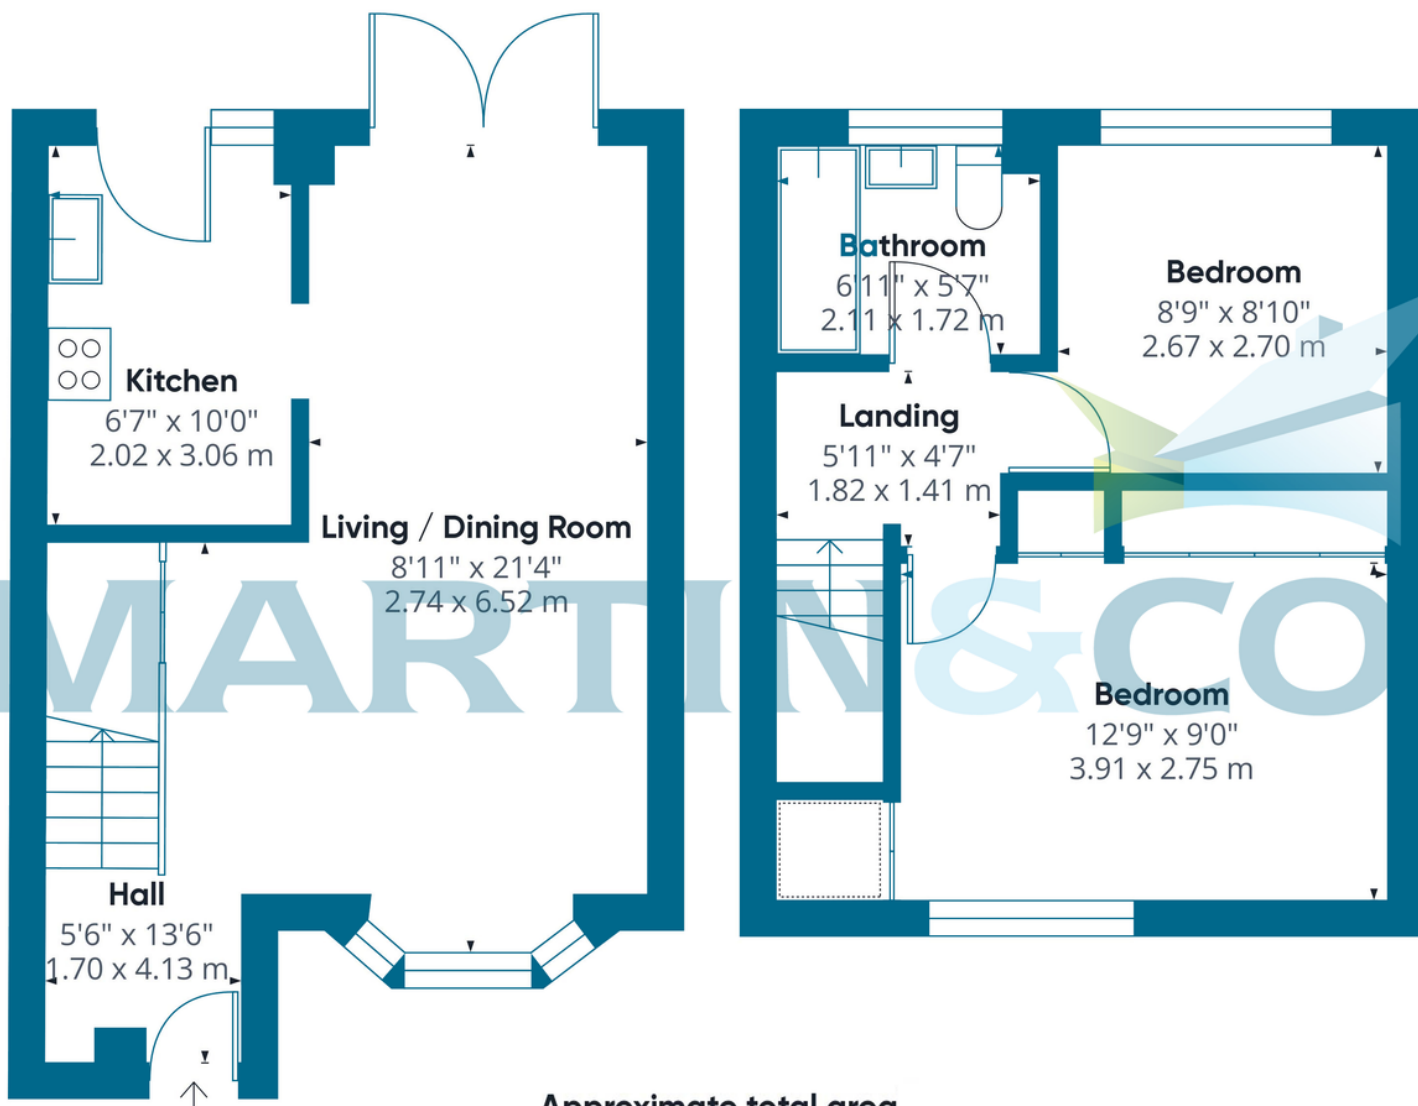 Kitchen
6'7" x 10'0"
2.02 x 3.06 m
Living / Dining Room
8'11" x 21'4"
2.74 x 6.52 m
Hall
5'6" x 13'6"
1.70 x 4.13 m
Bathroom
6'11" x 5'7"
2.11 x 1.72 m
Bedroom
8'9" x 8'10"
2.67 x 2.70 m
Landing
5'11" x 4'7"
1.82 x 1.41 m
Bedroom
12'9" x 9'0"
3.91 x 2.75 m
MARTIN&CO
Approximate total area